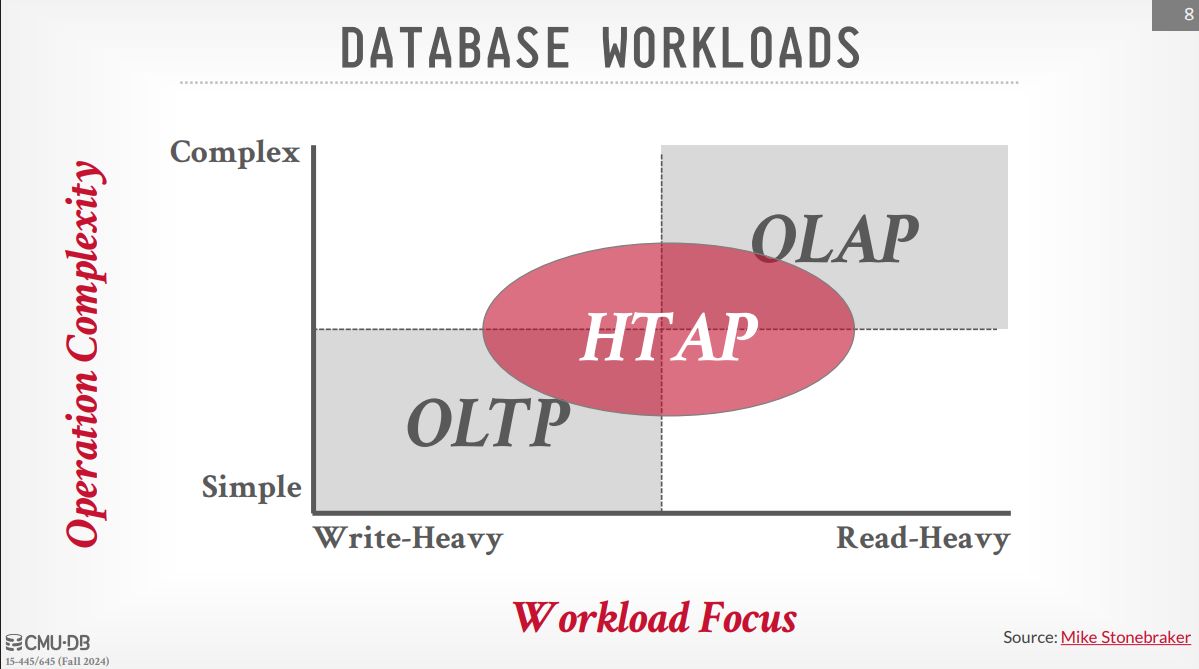 8
DATABASE WORKLOADS
Complex
Operation Complexity
OLAP
HTAP
OLTP
Simple
Write-Heavy
Read-Heavy
Workload Focus
CMU·DB
15-445/645 (Fall 2024)
Source: Mike Stonebraker